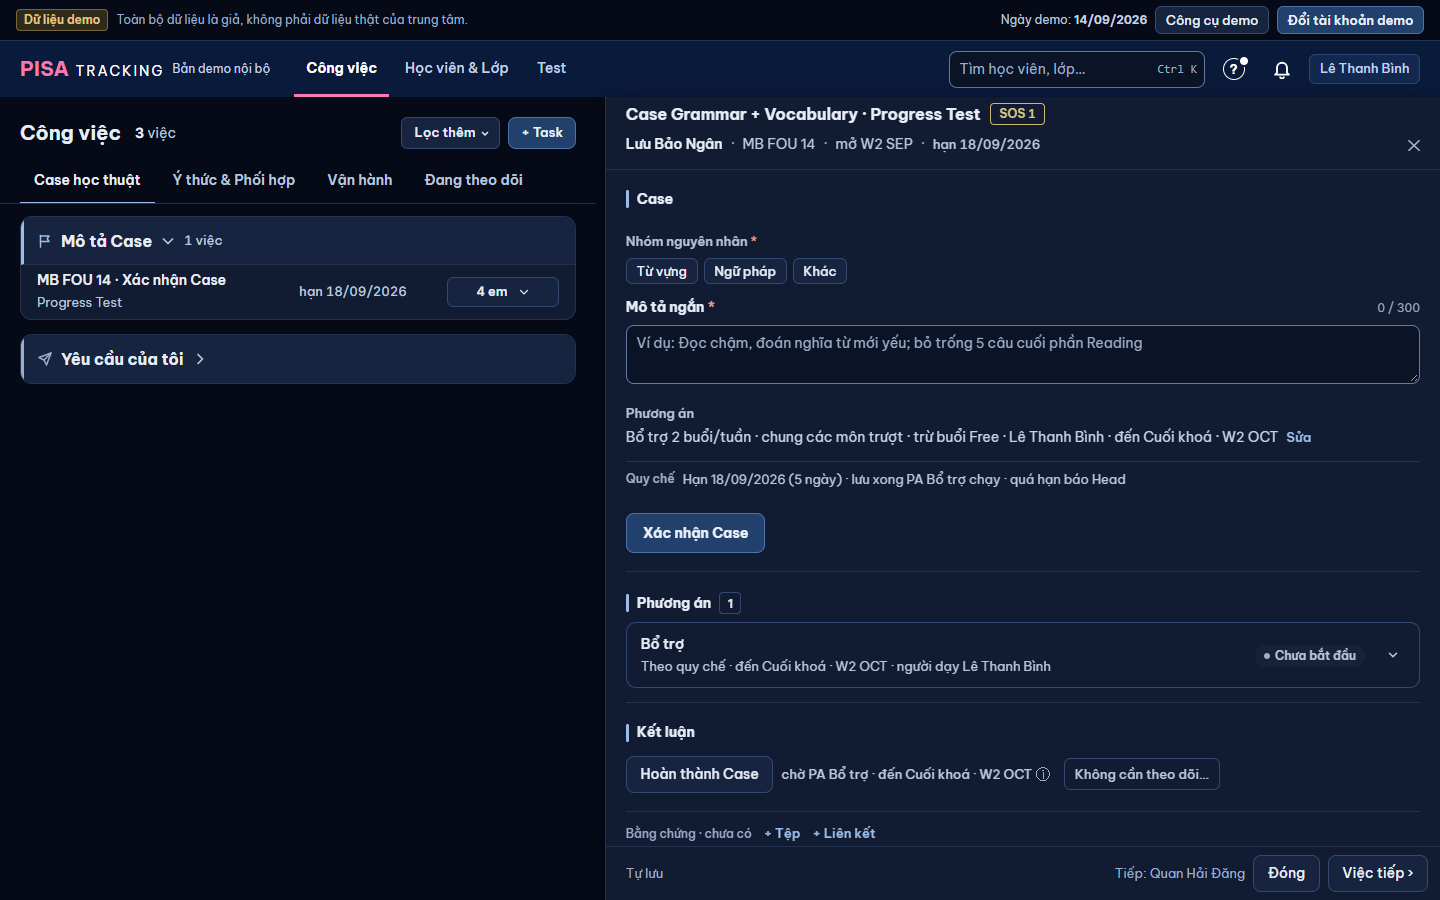 Dữ liệu demo Toàn bộ dữ liệu là giả, không phải dữ liệu thật của trung tâm. Ngày demo: 14/09/2026 Công cụ demo Đổi tài khoản demo
PISA TRACKING Bản demo nội bộ Công việc Học viên & Lớp Test Tìm học viên, lớp... Ctrl K ? Lê Thanh Bình
Công việc 3 việc Lọc thêm + Task
Case học thuật Ý thức & Phối hợp Vận hành Đang theo dõi
Mô tả Case 1 việc
MB FOU 14 · Xác nhận Case
Progress Test
hạn 18/09/2026
4 em
Yêu cầu của tôi
Case Grammar + Vocabulary · Progress Test SOS 1
Lưu Bảo Ngân · MB FOU 14 · mở W2 SEP · hạn 18/09/2026
Case
Nhóm nguyên nhân *
Từ vựng Ngữ pháp Khác
Mô tả ngắn * 0 / 300
Ví dụ: Đọc chậm, đoán nghĩa từ mới yếu; bỏ trống 5 câu cuối phần Reading
Phương án
Bổ trợ 2 buổi/tuần · chung các môn trượt · trừ buổi Free · Lê Thanh Bình · đến Cuối khoá · W2 OCT Sửa
Quy chế Hạn 18/09/2026 (5 ngày) · lưu xong PA Bổ trợ chạy · quá hạn báo Head
Xác nhận Case
Phương án 1
Bổ trợ
Theo quy chế · đến Cuối khoá · W2 OCT · người dạy Lê Thanh Bình
Chưa bắt đầu
Kết luận
Hoàn thành Case chờ PA Bổ trợ · đến Cuối khoá · W2 OCT Không cần theo dõi...
Bằng chứng · chưa có + Tệp + Liên kết
Tự lưu Tiếp: Quan Hải Đăng Đóng Việc tiếp ›